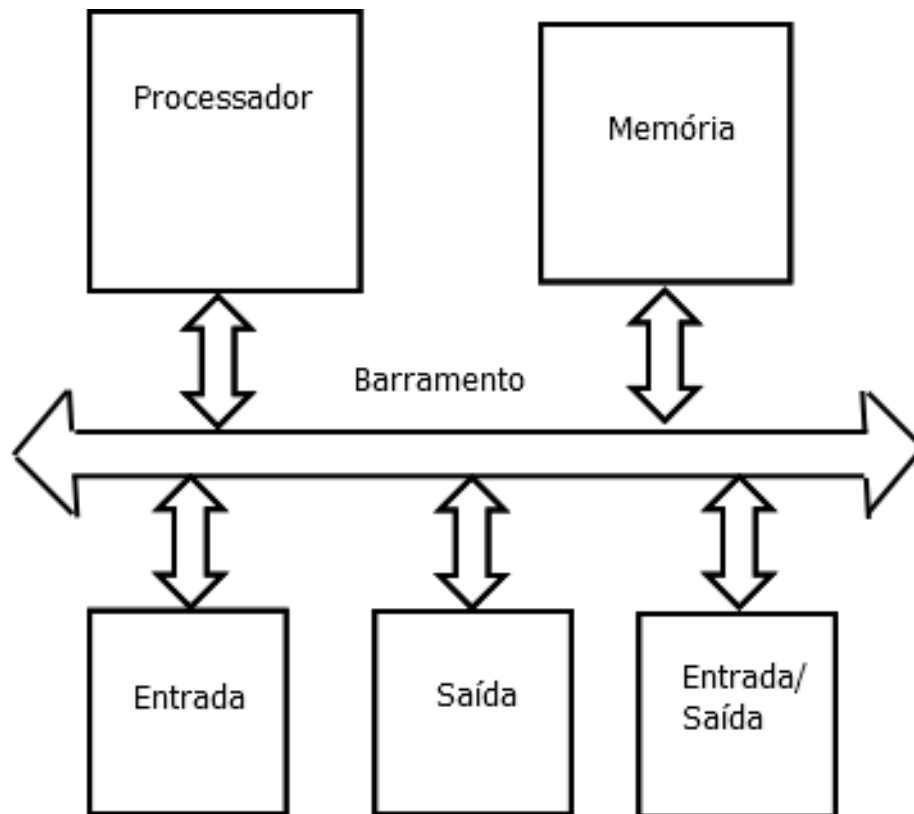 Processador
Memória
Barramento
Entrada
Saída
Entrada/
Saída